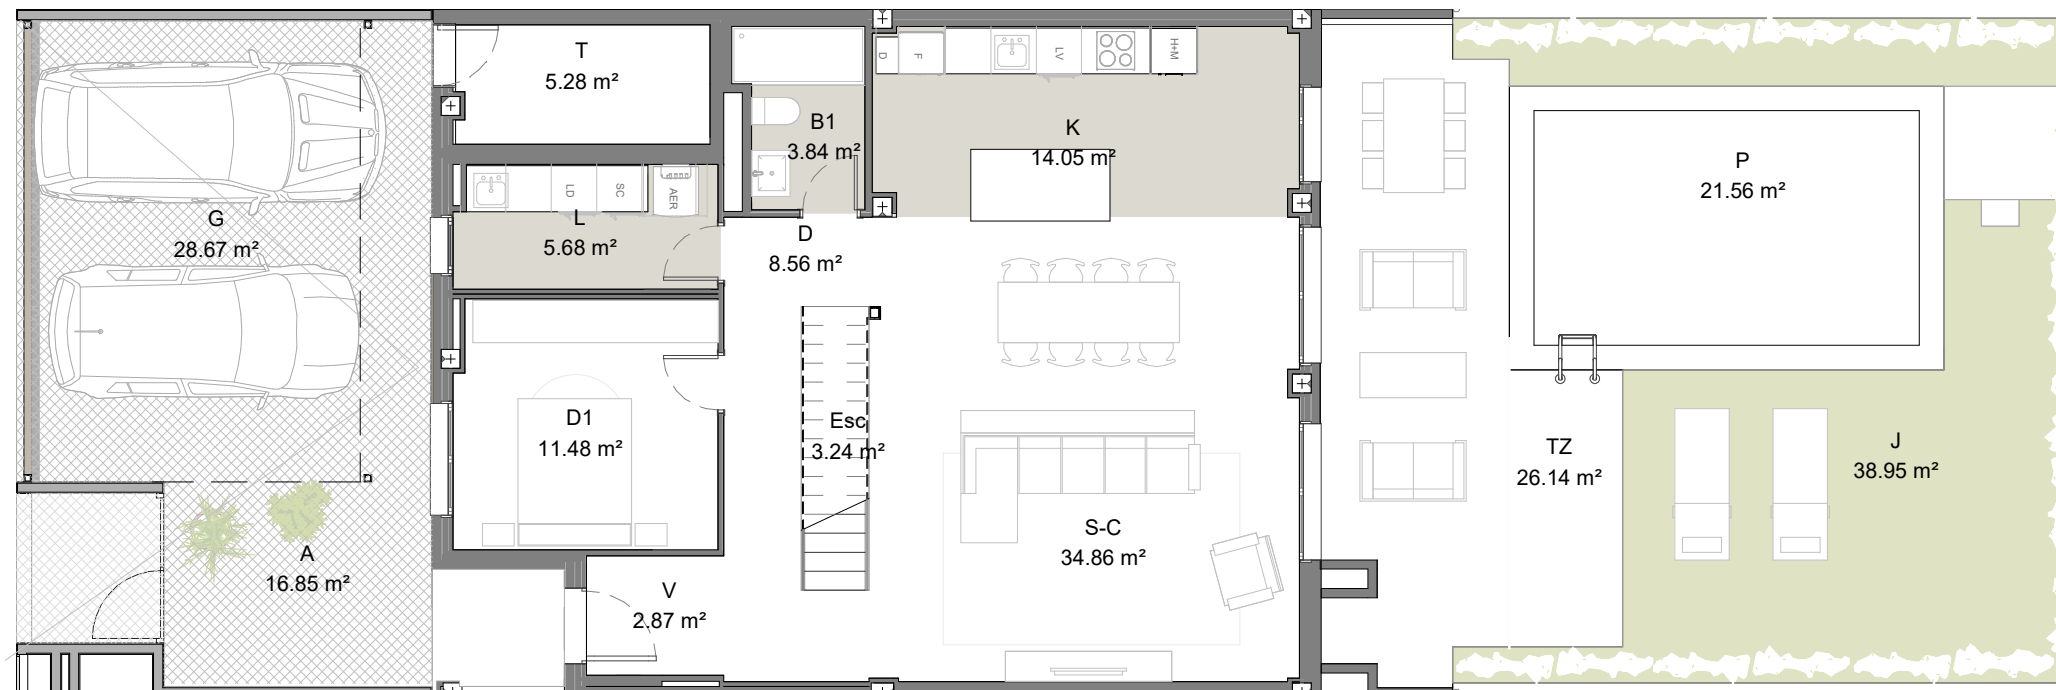 T
5.28 m²
D
F
LV
H+M
B1
3.84 m²
K
14.05 m²
P
21.56 m²
LD
SC
AER
G
28.67 m²
L
5.68 m²
D
8.56 m²
D1
11.48 m²
Esc
3.24 m²
TZ
26.14 m²
J
38.95 m²
S-C
34.86 m²
A
16.85 m²
V
2.87 m²